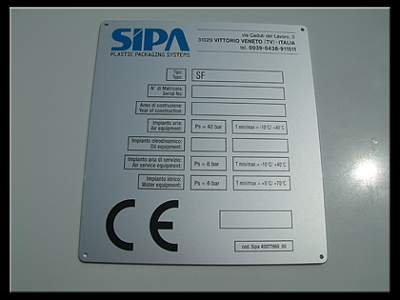 SIPA
PLASTIC PACKAGING SYSTEMS
via Caduti del Lavoro, 3
31029 VITTORIO VENETO (TV) - ITALIA
tel. 0039-0438-911511
Tipo:
Type:
SF
N° di Matricola:
Serial No:
Anno di costruzione:
Year of construction:
Impianto aria:
Air equipment:
Ps = 42 bar
T min/max = -10°C/ +40°C
Impianto oleodinamico:
Oil equipment:
Impianto aria di servizio:
Air service equipment:
Ps = 8 bar
T min/max = -10°C/ +40°C
Impianto idrico:
Water equipment:
Ps = 6 bar
T min/max = +5°C/ +70°C
CE
cod. Sipa